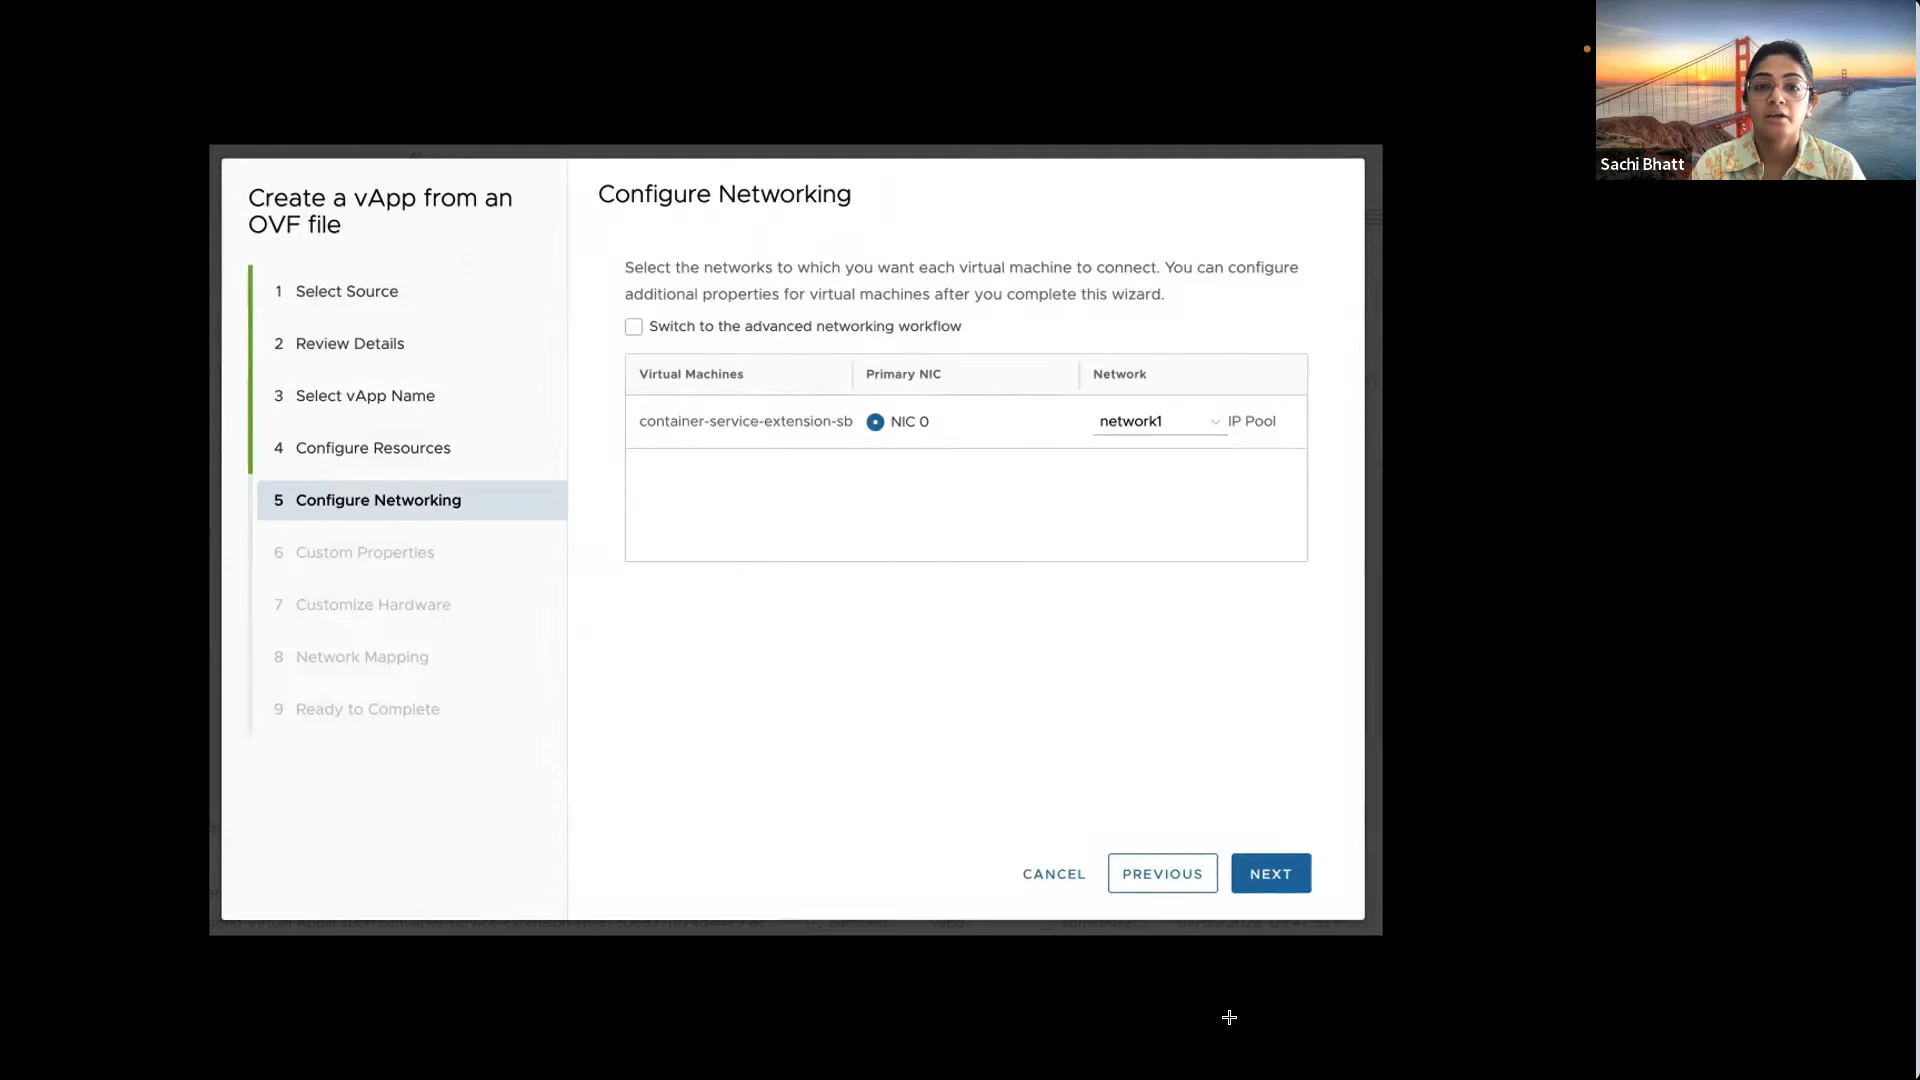 Sachi Bhatt
Create a vApp from an
OVF file
1 Select Source
2 Review Details
3 Select vApp Name
4 Configure Resources
5 Configure Networking
6 Custom Properties
7 Customize Hardware
8 Network Mapping
9 Ready to Complete
Configure Networking
Select the networks to which you want each virtual machine to connect. You can configure
additional properties for virtual machines after you complete this wizard.
Switch to the advanced networking workflow
Virtual Machines Primary NIC Network
container-service-extension-sb NIC 0 network1 IP Pool
CANCEL PREVIOUS NEXT